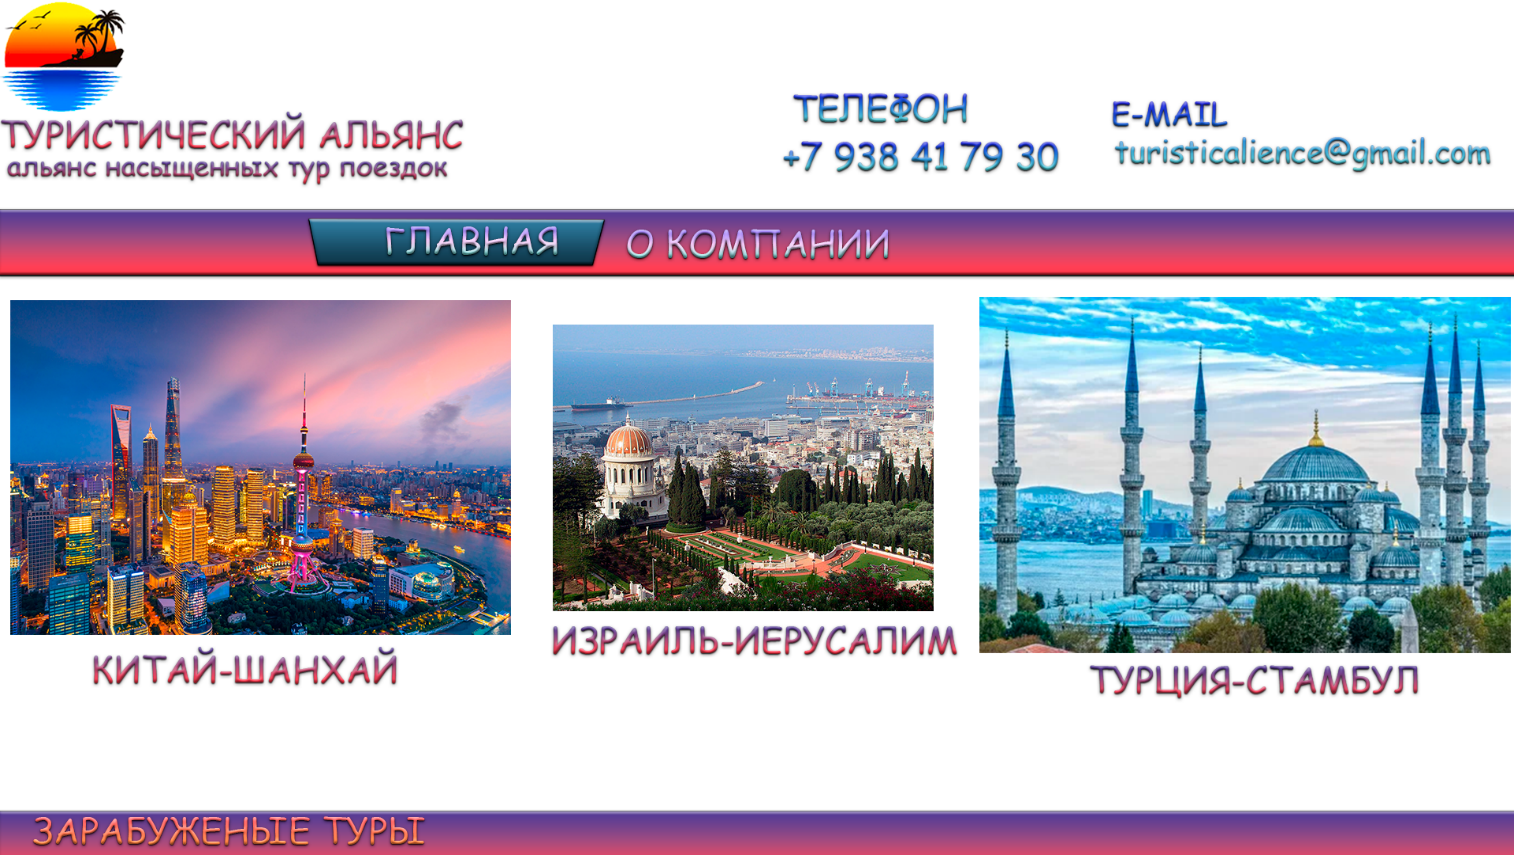 ТУРИСТИЧЕСКИЙ АЛЬЯНС
альянс насыщенных тур поездок
ТЕЛЕФОН
+7 938 41 79 30
E-MAIL
turisticalience@gmail.com
ГЛАВНАЯ
О КОМПАНИИ
КИТАЙ-ШАНХАЙ
ИЗРАИЛЬ-ИЕРУСАЛИМ
ТУРЦИЯ-СТАМБУЛ
ЗАРАБУЖЕНЫЕ ТУРЫ